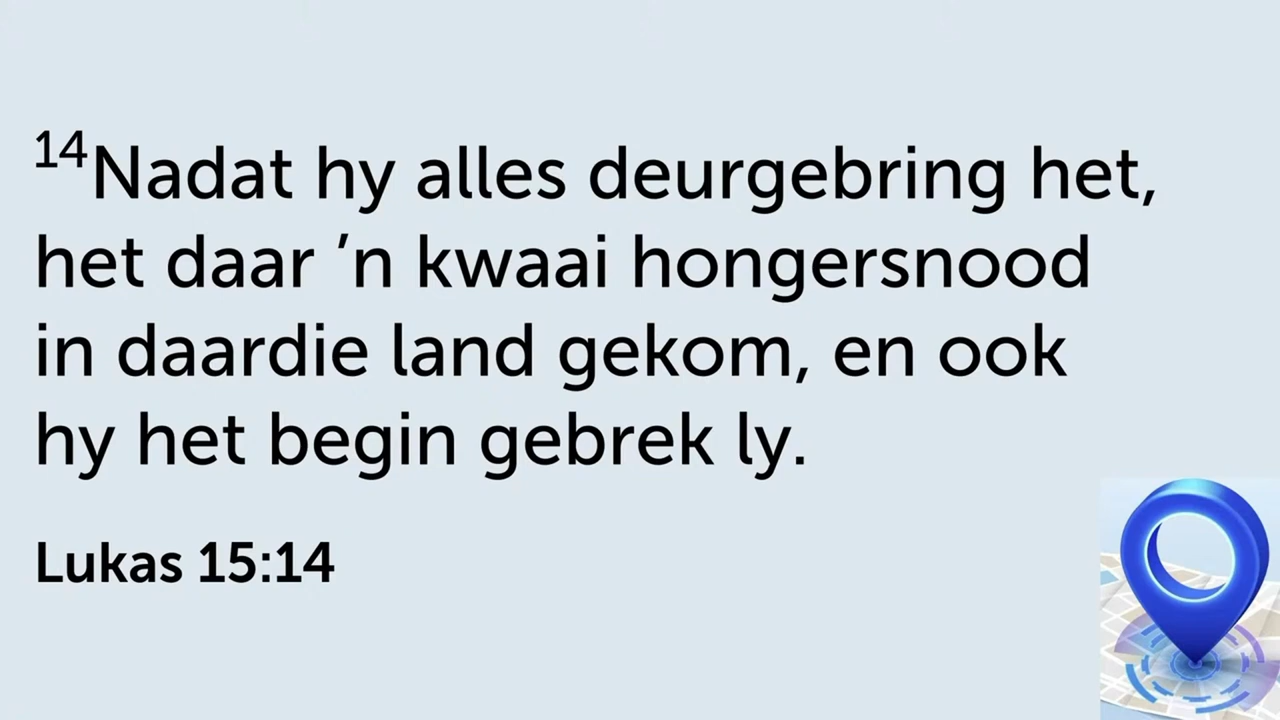 ¹⁴Nadat hy alles deurgebring het,
het daar ’n kwaai hongersnood
in daardie land gekom, en ook
hy het begin gebrek ly.
Lukas 15:14